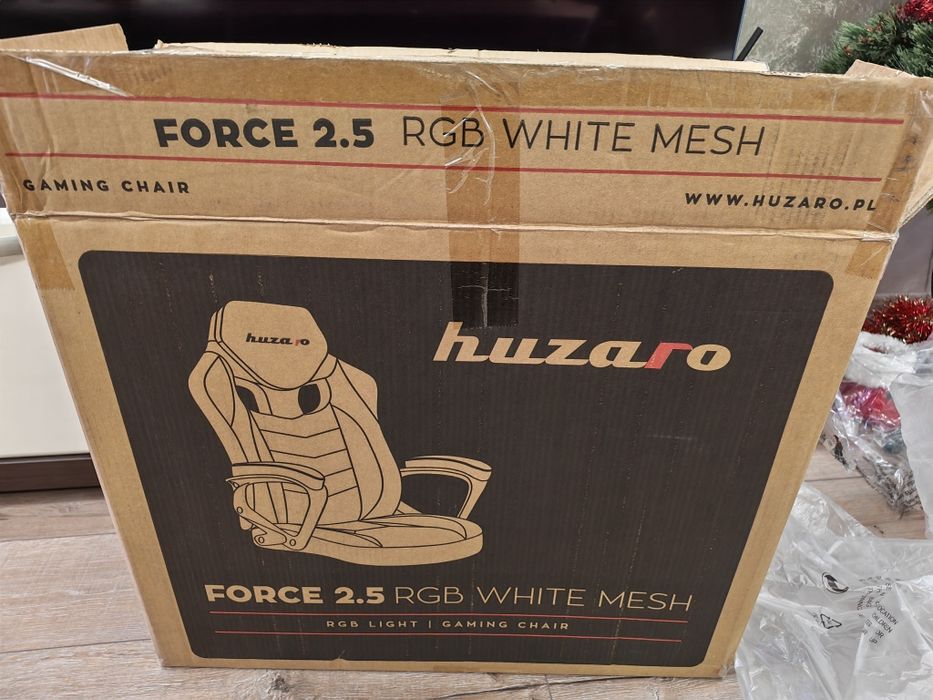 FORCE 2.5 RGB WHITE MESH
GAMING CHAIR
WWW.HUZARO.PL
huzaro
huzaro
FORCE 2.5 RGB WHITE MESH
RGB LIGHT | GAMING CHAIR